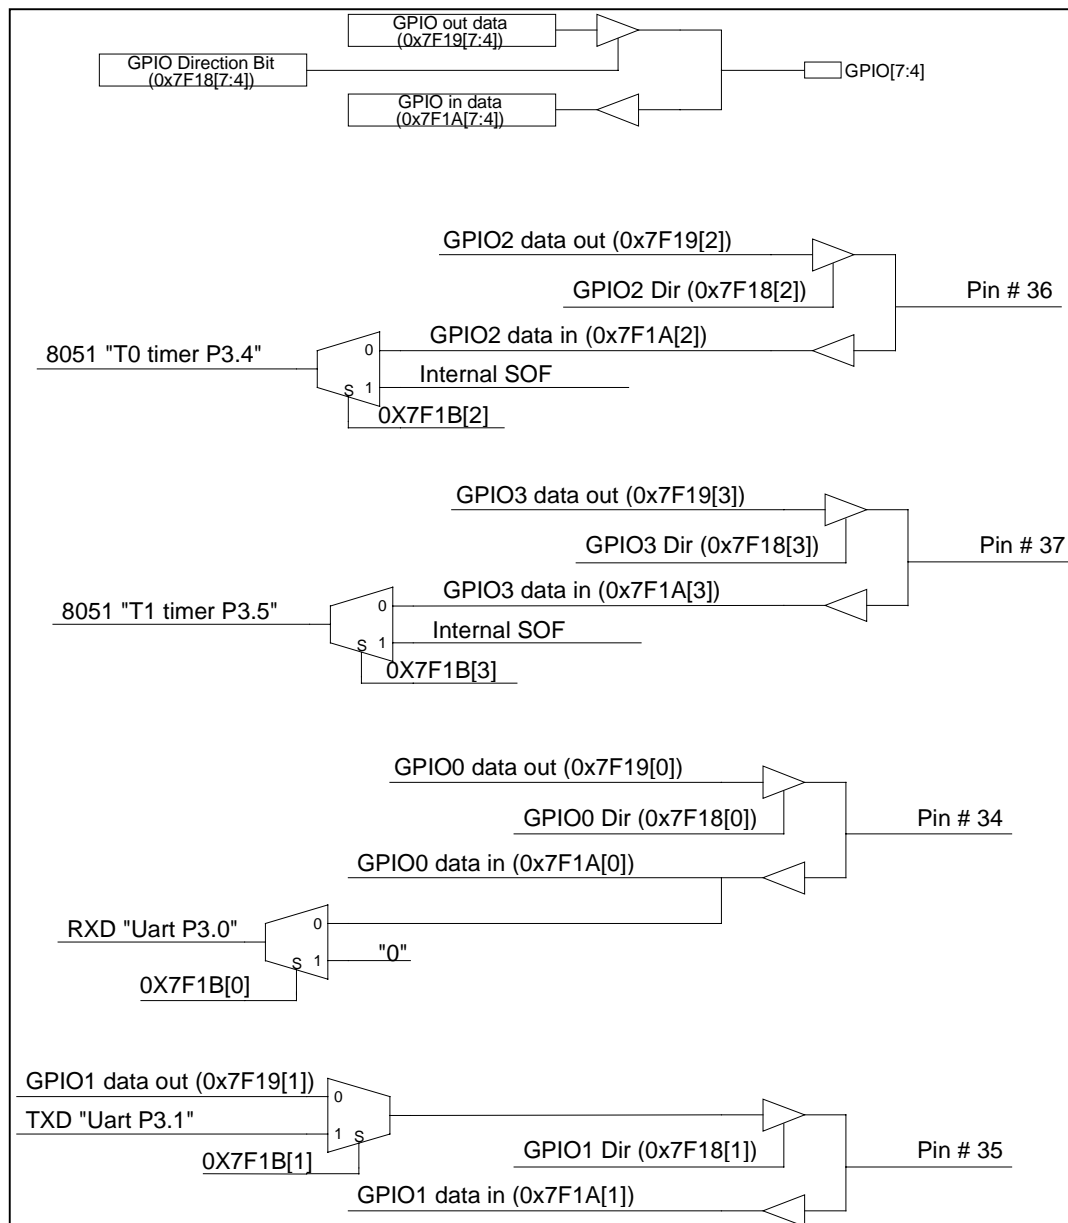 GPIO out data
(0x7F19[7:4])
GPIO Direction Bit
(0x7F18[7:4])
GPIO[7:4]
GPIO in data
(0x7F1A[7:4])
GPIO2 data out (0x7F19[2])
GPIO2 Dir (0x7F18[2])
Pin # 36
GPIO2 data in (0x7F1A[2])
8051 "T0 timer P3.4"
0
Internal SOF
1
S
0X7F1B[2]
GPIO3 data out (0x7F19[3])
GPIO3 Dir (0x7F18[3])
Pin # 37
GPIO3 data in (0x7F1A[3])
8051 "T1 timer P3.5"
0
Internal SOF
1
S
0X7F1B[3]
GPIO0 data out (0x7F19[0])
GPIO0 Dir (0x7F18[0])
Pin # 34
GPIO0 data in (0x7F1A[0])
RXD "Uart P3.0"
0
"0"
1
S
0X7F1B[0]
GPIO1 data out (0x7F19[1])
0
TXD "Uart P3.1"
1
S
0X7F1B[1]
GPIO1 Dir (0x7F18[1])
Pin # 35
GPIO1 data in (0x7F1A[1])